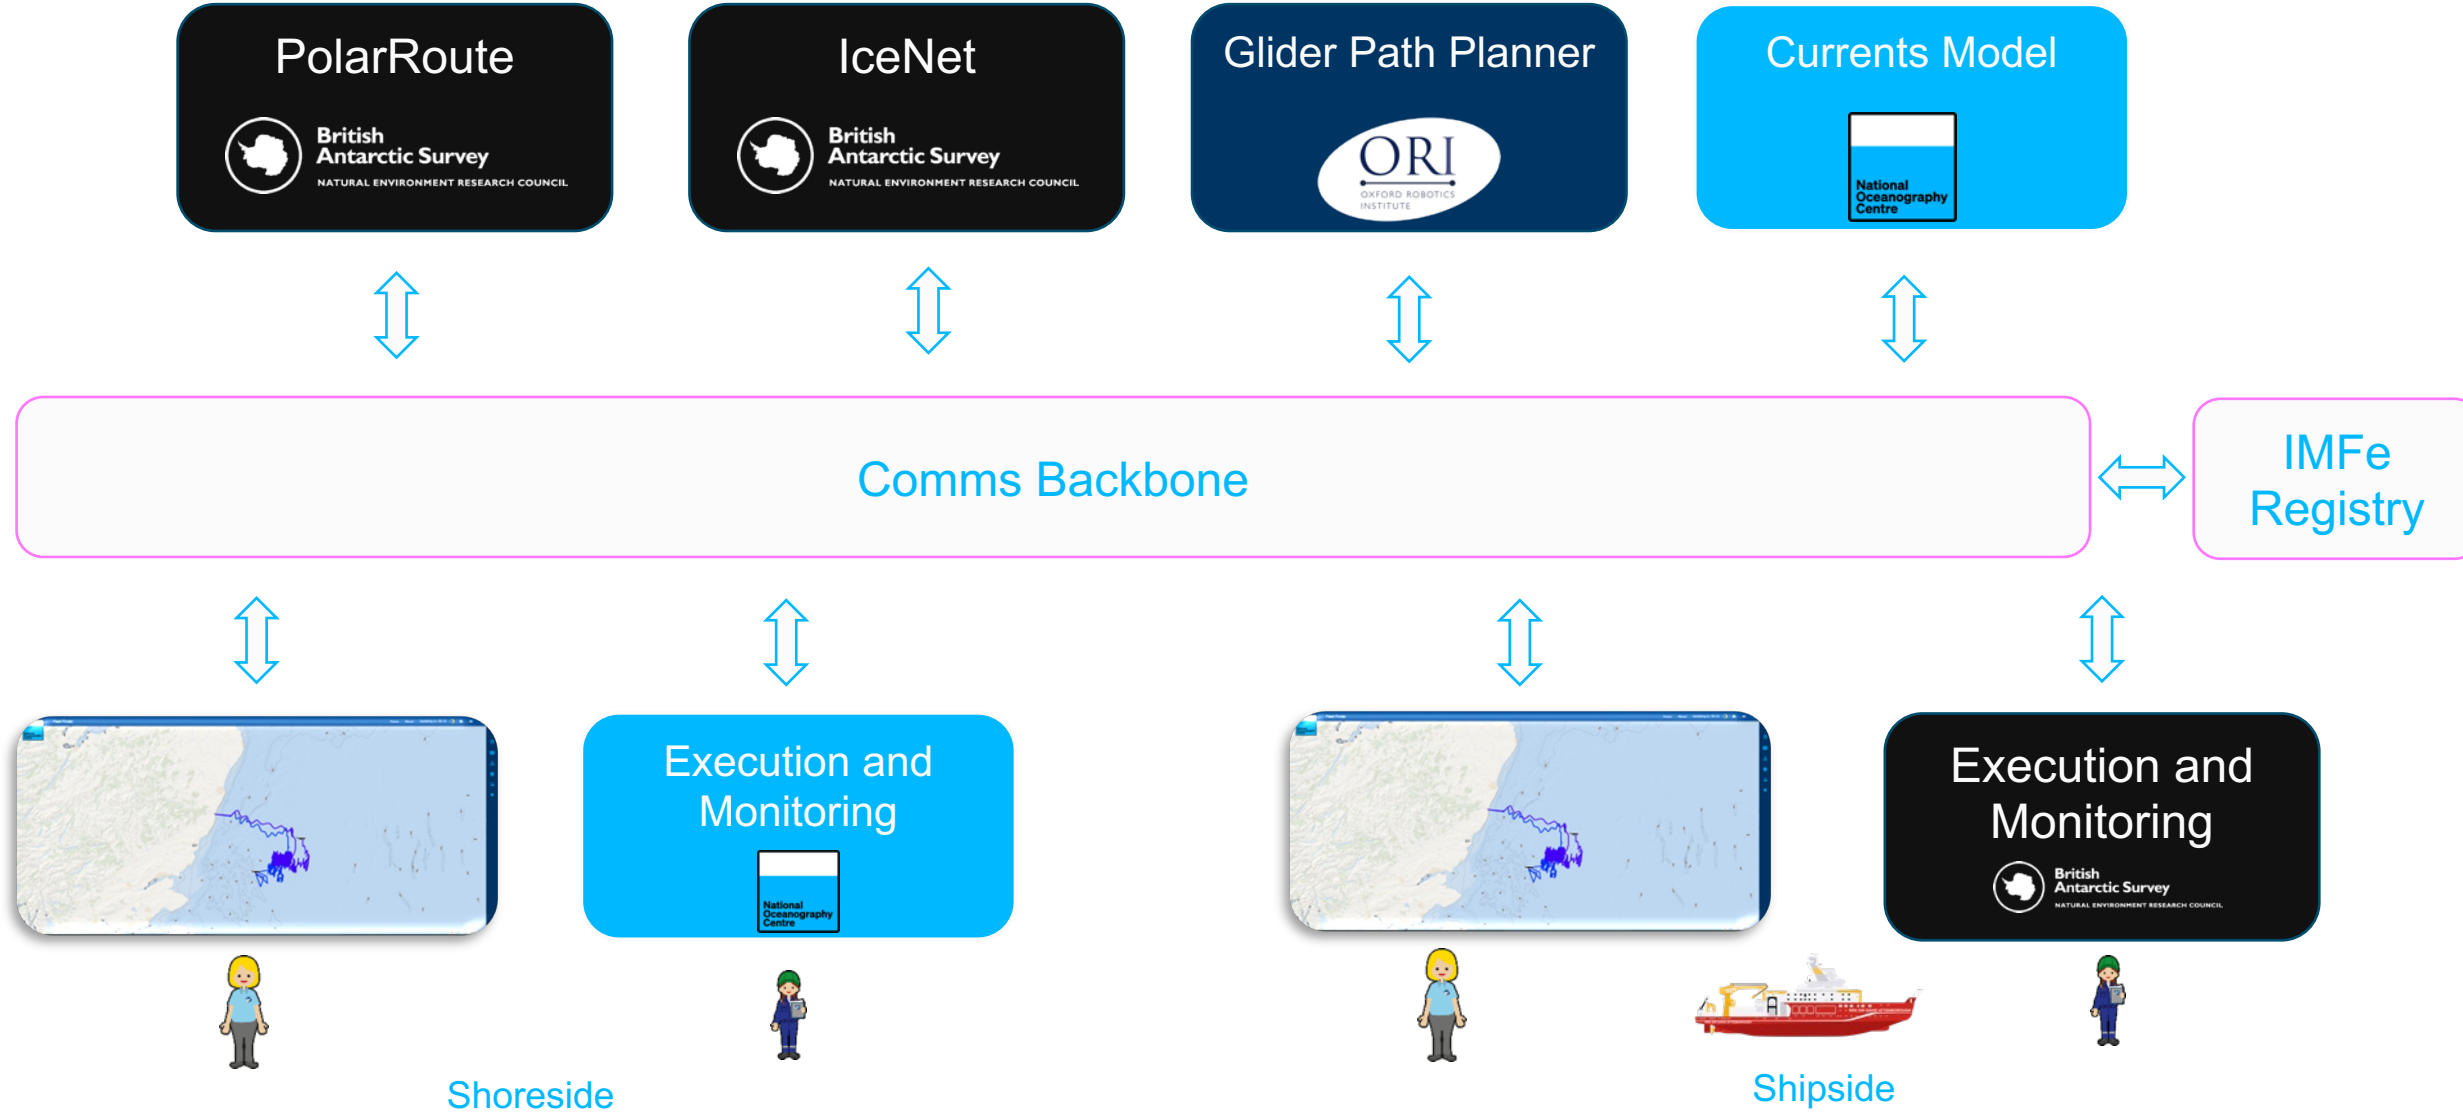 PolarRoute
British
Antarctic Survey
NATURAL ENVIRONMENT RESEARCH COUNCIL
IceNet
British
Antarctic Survey
NATURAL ENVIRONMENT RESEARCH COUNCIL
Glider Path Planner
ORI
OXFORD ROBOTICS
INSTITUTE
Currents Model
National
Oceanography
Centre
Comms Backbone
IMFe
Registry
Execution and
Monitoring
National
Oceanography
Centre
Execution and
Monitoring
British
Antarctic Survey
NATURAL ENVIRONMENT RESEARCH COUNCIL
Shoreside
Shipside